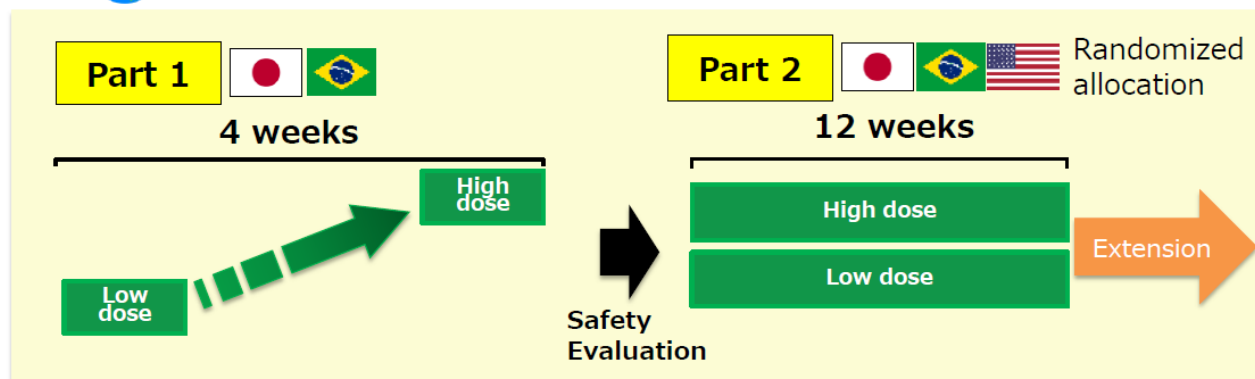 Part 1
4 weeks
Low
dose
High
dose
Safety
Evaluation
Part 2
Randomized
allocation
12 weeks
High dose
Low dose
Extension